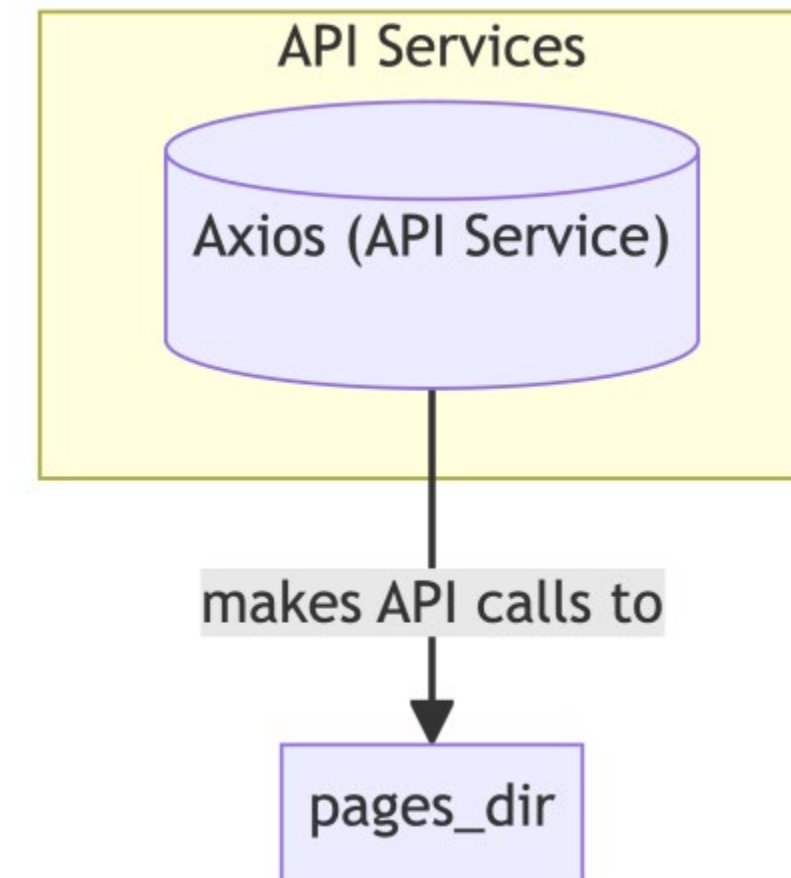 API Services
Axios (API Service)
makes API calls to
pages_dir